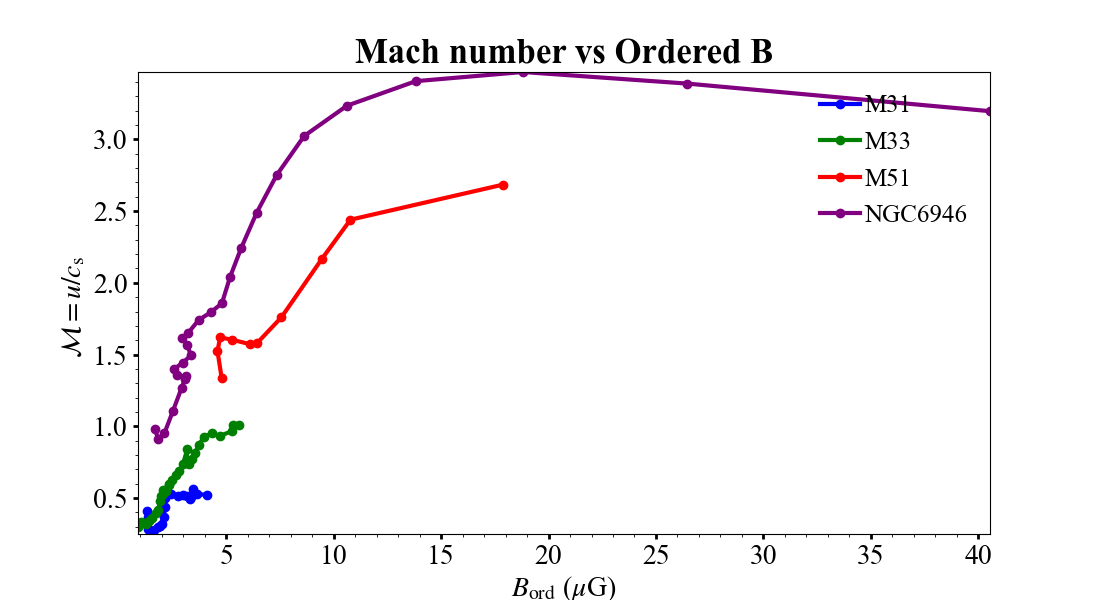 Mach number vs Ordered B
M31
M33
M51
NGC6946
3.0
2.5
2.0
1.5
1.0
0.5
ℳ = u/cₛ
5 10 15 20 25 30 35 40
B_ord (μG)